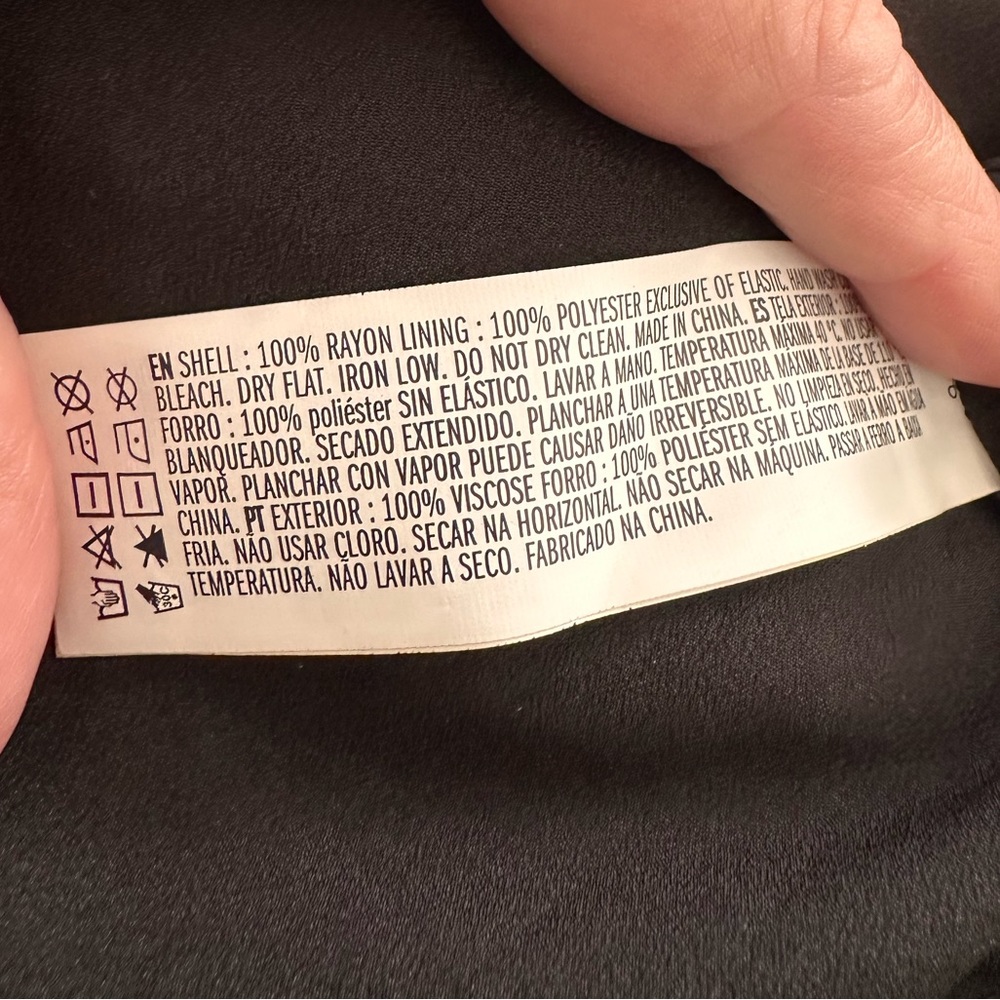 EN SHELL : 100% RAYON LINING : 100% POLYESTER EXCLUSIVE OF ELASTIC. HAND WASH
BLEACH. DRY FLAT. IRON LOW. DO NOT DRY CLEAN. MADE IN CHINA. ES TELA EXTERIOR :
FORRO : 100% poliéster SIN ELÁSTICO. LAVAR A MANO. TEMPERATURA MÁXIMA 40 °C. NO
BLANQUEADOR. SECADO EXTENDIDO. PLANCHAR A UNA TEMPERATURA MÁXIMA DE LA BASE DE
VAPOR. PLANCHAR CON VAPOR PUEDE CAUSAR DAÑO IRREVERSIBLE. NO LIMPIEZA EN SECO. HECHO EN
CHINA. PT EXTERIOR : 100% VISCOSE FORRO : 100% POLIÉSTER SEM ELÁSTICO. LAVAR A MÃO EM ÁGUA
FRIA. NÃO USAR CLORO. SECAR NA HORIZONTAL. NÃO SECAR NA MÁQUINA. PASSAR A FERRO A BAIXA
TEMPERATURA. NÃO LAVAR A SECO. FABRICADO NA CHINA.
30C